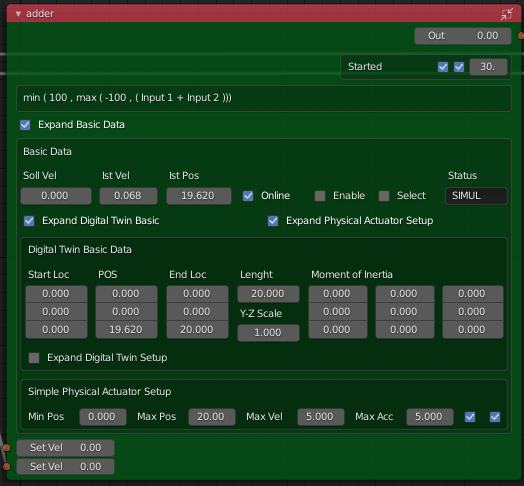 adder
Out 0.00
Started 30.
min ( 100 , max ( -100 , ( Input 1 + Input 2 )))
Expand Basic Data
Basic Data
Soll Vel Ist Vel Ist Pos Status
0.000 0.068 19.620 Online Enable Select SIMUL
Expand Digital Twin Basic Expand Physical Actuator Setup
Digital Twin Basic Data
Start Loc POS End Loc Lenght Moment of Inertia
0.000 0.000 0.000 20.000 0.000 0.000 0.000
0.000 0.000 0.000 Y-Z Scale 0.000 0.000 0.000
0.000 19.620 20.000 1.000 0.000 0.000 0.000
Expand Digital Twin Setup
Simple Physical Actuator Setup
Min Pos 0.000 Max Pos 20.00 Max Vel 5.000 Max Acc 5.000
Set Vel 0.00
Set Vel 0.00